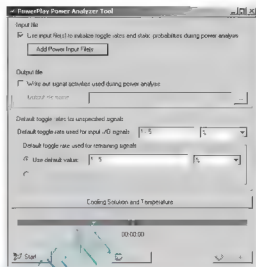 PowerPlay Power Analyzer Tool
Input file
Use input file(s) to initialize toggle rates and static probabilities during power analysis
Add Power Input File(s)
Output file
Write out signal activities used during power analysis
Default toggle rates for unspecified signals
Default toggle rate used for input I/O signals
%
Default toggle rate used for remaining signals
Use default value:
%
Cooling Solution and Temperature
00:00:00
Start